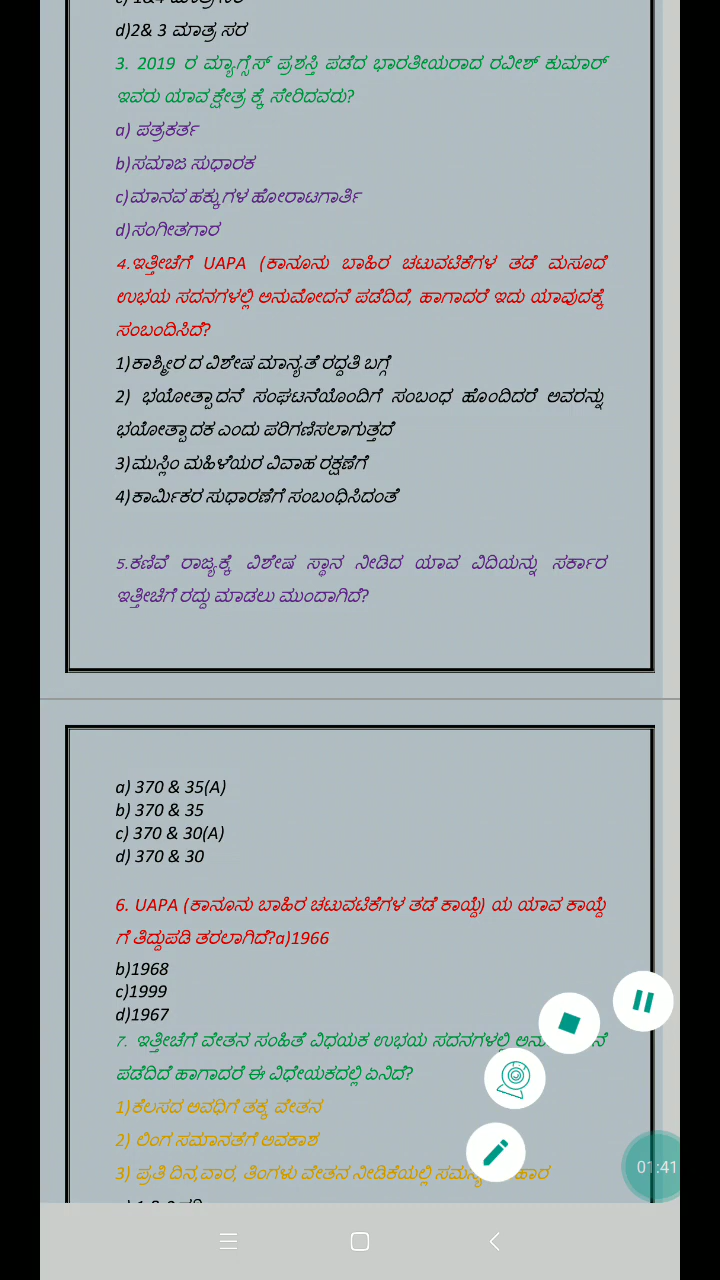 d)2& 3 ಮಾತ್ರ ಸರ
3. 2019 ರ ಮ್ಯಾಗ್ಸೆಸ್ ಪ್ರಶಸ್ತಿ ಪಡೆದ ಭಾರತೀಯರಾದ ರವೀಶ್ ಕುಮಾರ್
ಇವರು ಯಾವ ಕ್ಷೇತ್ರ ಕ್ಕೆ ಸೇರಿದವರು?
a) ಪತ್ರಕರ್ತ
b)ಸಮಾಜ ಸುಧಾರಕ
c)ಮಾನವ ಹಕ್ಕುಗಳ ಹೋರಾಟಗಾರ್ತಿ
d)ಸಂಗೀತಗಾರ
4.ಇತ್ತೀಚೆಗೆ UAPA (ಕಾನೂನು ಬಾಹಿರ ಚಟುವಟಿಕೆಗಳ ತಡೆ ಮಸೂದೆ
ಉಭಯ ಸದನಗಳಲ್ಲಿ ಅನುಮೋದನೆ ಪಡೆದಿದೆ, ಹಾಗಾದರೆ ಇದು ಯಾವುದಕ್ಕೆ
ಸಂಬಂದಿಸಿದೆ?
1)ಕಾಶ್ಮೀರ ದ ವಿಶೇಷ ಮಾನ್ಯತೆ ರದ್ದತಿ ಬಗ್ಗೆ
2) ಭಯೋತ್ಪಾದನೆ ಸಂಘಟನೆಯೊಂದಿಗೆ ಸಂಬಂಧ ಹೊಂದಿದರೆ ಅವರನ್ನು
ಭಯೋತ್ಪಾದಕ ಎಂದು ಪರಿಗಣಿಸಲಾಗುತ್ತದೆ
3)ಮುಸ್ಲಿಂ ಮಹಿಳೆಯರ ವಿವಾಹ ರಕ್ಷಣೆಗೆ
4)ಕಾರ್ಮಿಕರ ಸುಧಾರಣೆಗೆ ಸಂಬಂಧಿಸಿದಂತೆ
5.ಕಣಿವೆ ರಾಜ್ಯಕ್ಕೆ ವಿಶೇಷ ಸ್ಥಾನ ನೀಡಿದ ಯಾವ ವಿದಿಯನ್ನು ಸರ್ಕಾರ
ಇತ್ತೀಚೆಗೆ ರದ್ದು ಮಾಡಲು ಮುಂದಾಗಿದೆ?
a) 370 & 35(A)
b) 370 & 35
c) 370 & 30(A)
d) 370 & 30
6. UAPA (ಕಾನೂನು ಬಾಹಿರ ಚಟುವಟಿಕೆಗಳ ತಡೆ ಕಾಯ್ದೆ) ಯ ಯಾವ ಕಾಯ್ದೆ
ಗೆ ತಿದ್ದುಪಡಿ ತರಲಾಗಿದೆ?a)1966
b)1968
c)1999
d)1967
7. ಇತ್ತೀಚೆಗೆ ವೇತನ ಸಂಹಿತೆ ವಿಧಯಕ ಉಭಯ ಸದನಗಳಲ್ಲಿ
ಪಡೆದಿದೆ ಹಾಗಾದರೆ ಈ ವಿಧೇಯಕದಲ್ಲಿ ಏನಿದೆ?
1)ಕೆಲಸದ ಅವಧಿಗೆ ತಕ್ಕ ವೇತನ
2) ಲಿಂಗ ಸಮಾನತೆಗೆ ಅವಕಾಶ
3) ಪ್ರತಿ ದಿನ,ವಾರ, ತಿಂಗಳು ವೇತನ ನೀಡಿಕೆಯಲ್ಲಿ
01:41